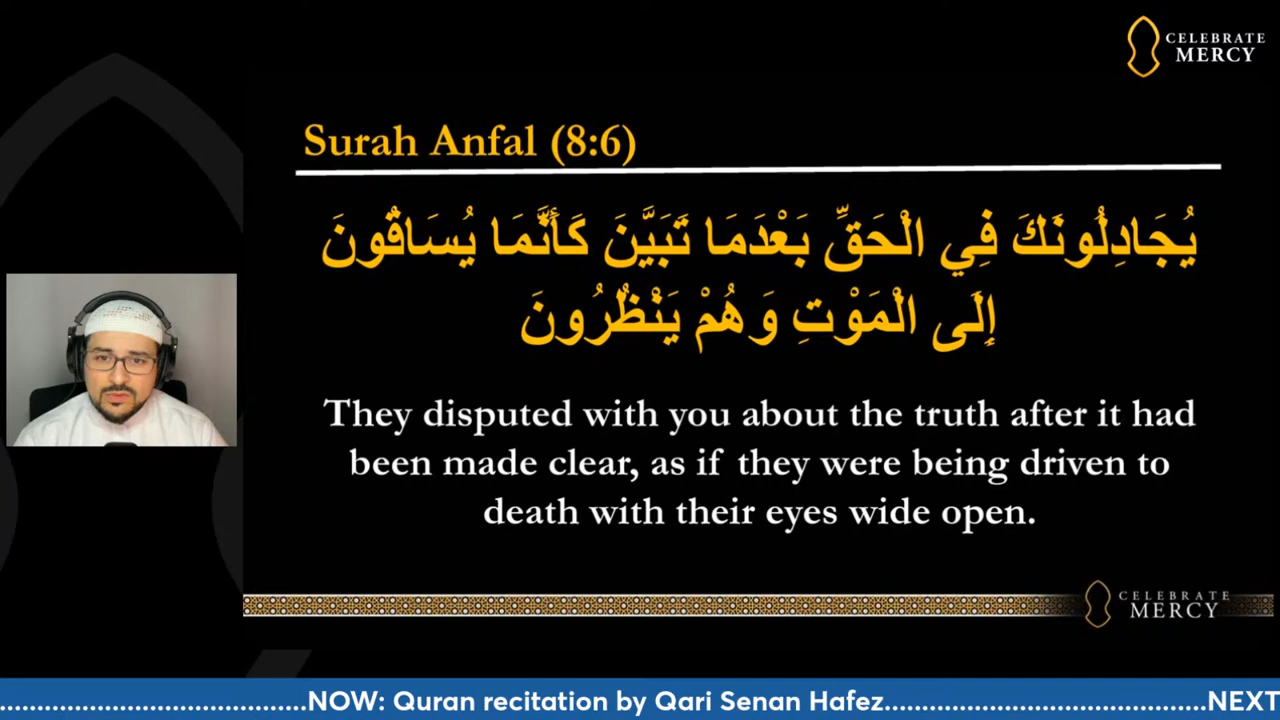 CELEBRATE
MERCY
Surah Anfal (8:6)
يُجَادِلُونَكَ فِي الْحَقِّ بَعْدَمَا تَبَيَّنَ كَأَنَّمَا يُسَاقُونَ
إِلَى الْمَوْتِ وَهُمْ يَنْظُرُونَ
They disputed with you about the truth after it had
been made clear, as if they were being driven to
death with their eyes wide open.
CELEBRATE
MERCY
..................................NOW: Quran recitation by Qari Senan Hafez....................................NEXT